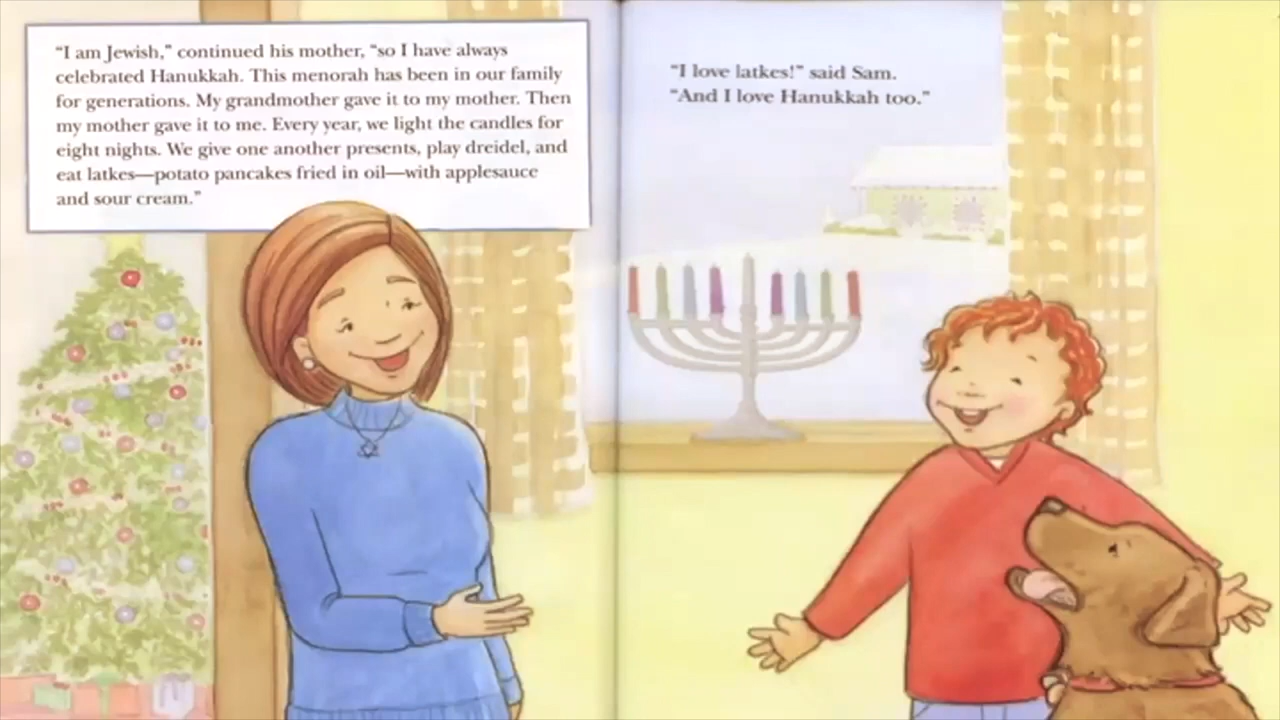 “I am Jewish,” continued his mother, “so I have always
celebrated Hanukkah. This menorah has been in our family
for generations. My grandmother gave it to my mother. Then
my mother gave it to me. Every year, we light the candles for
eight nights. We give one another presents, play dreidel, and
eat latkes—potato pancakes fried in oil—with applesauce
and sour cream.”
“I love latkes!” said Sam.
“And I love Hanukkah too.”